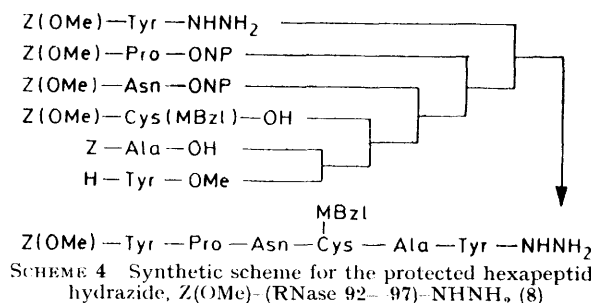 Z(OMe)—Tyr—NHNH₂
Z(OMe)—Pro—ONP
Z(OMe)—Asn—ONP
Z(OMe)—Cys(MBzl)—OH
Z—Ala—OH
H—Tyr—OMe
MBzl
Z(OMe)—Tyr—Pro—Asn—Cys—Ala—Tyr—NHNH₂
SCHEME 4 Synthetic scheme for the protected hexapeptid
hydrazide, Z(OMe)-(RNase 92—97)-NHNH₂ (8)